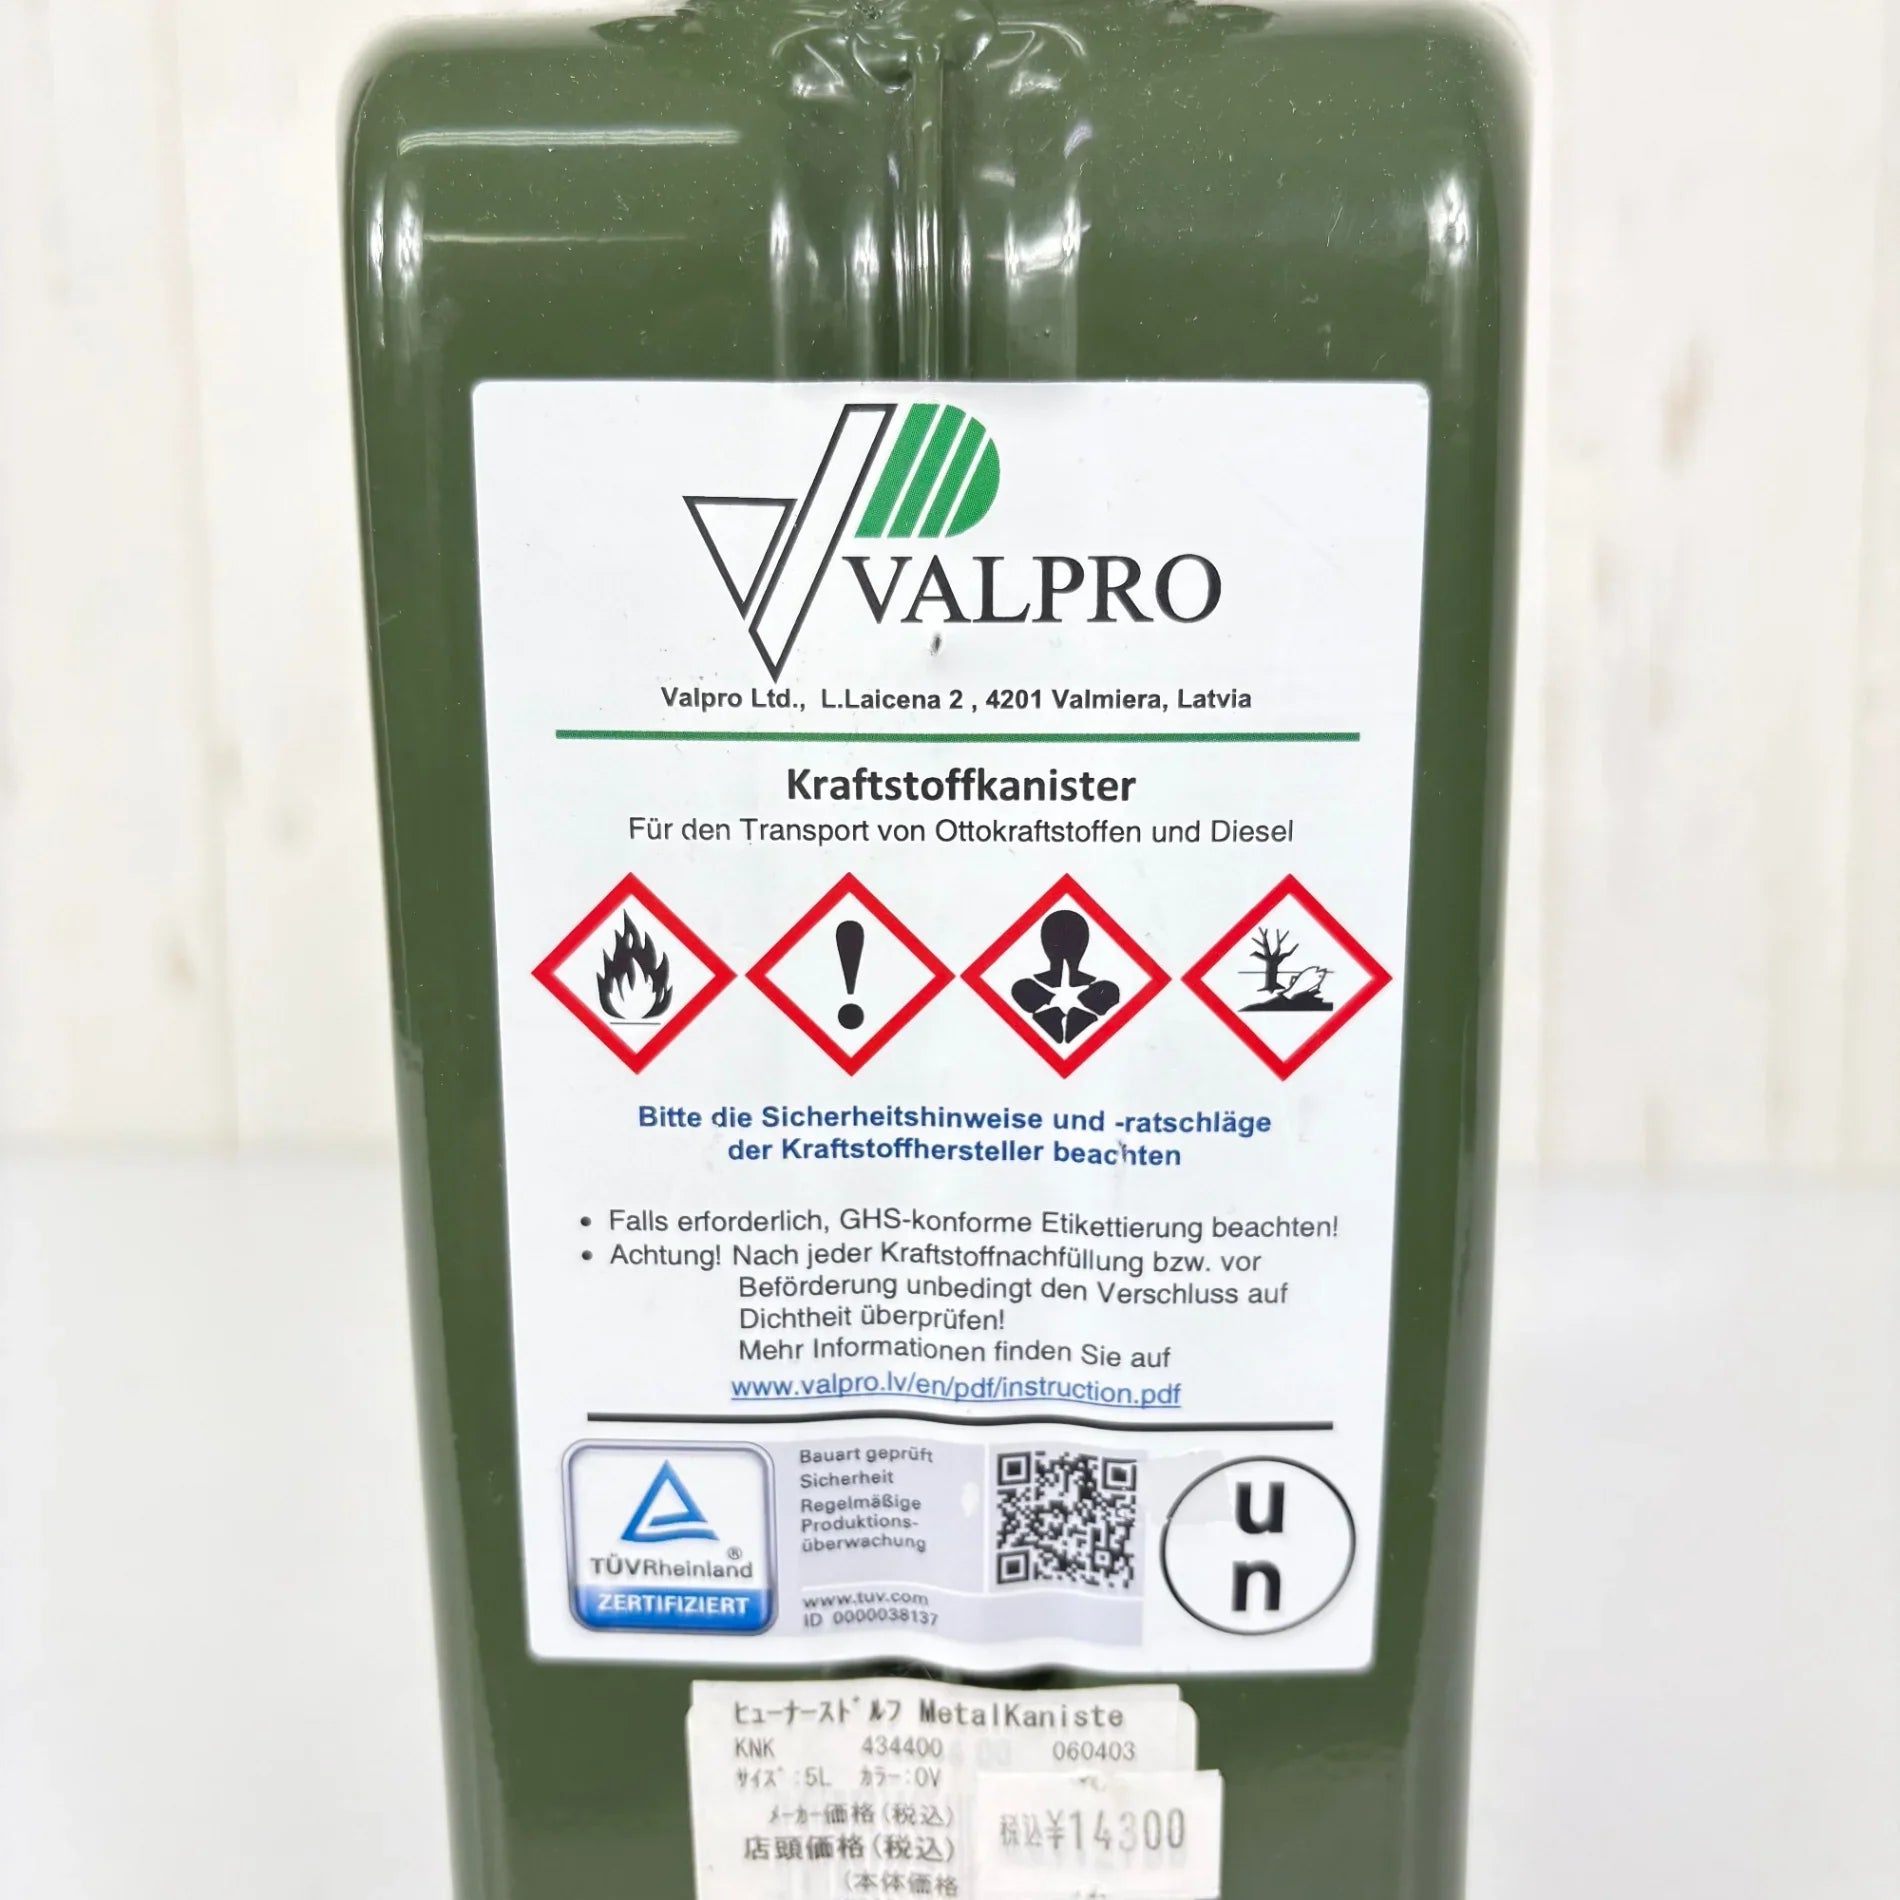 VALPRO
Valpro Ltd., L.Laicena 2 , 4201 Valmiera, Latvia
Kraftstoffkanister
Für den Transport von Ottokraftstoffen und Diesel
Bitte die Sicherheitshinweise und -ratschläge
der Kraftstoffhersteller beachten
• Falls erforderlich, GHS-konforme Etikettierung beachten!
• Achtung! Nach jeder Kraftstoffnachfüllung bzw. vor
Beförderung unbedingt den Verschluss auf
Dichtheit überprüfen!
Mehr Informationen finden Sie auf
www.valpro.lv/en/pdf/instruction.pdf
TÜVRheinland®
ZERTIFIZIERT
Bauart geprüft
Sicherheit
Regelmäßige
Produktions-
überwachung
www.tuv.com
ID 0000038137
u
n
ヒューナースドルフ MetalKaniste
KNK 434400 060403
サイズ:5L カラー:OV
メーカー価格(税込)
店頭価格(税込)
税込¥14300
(本体価格